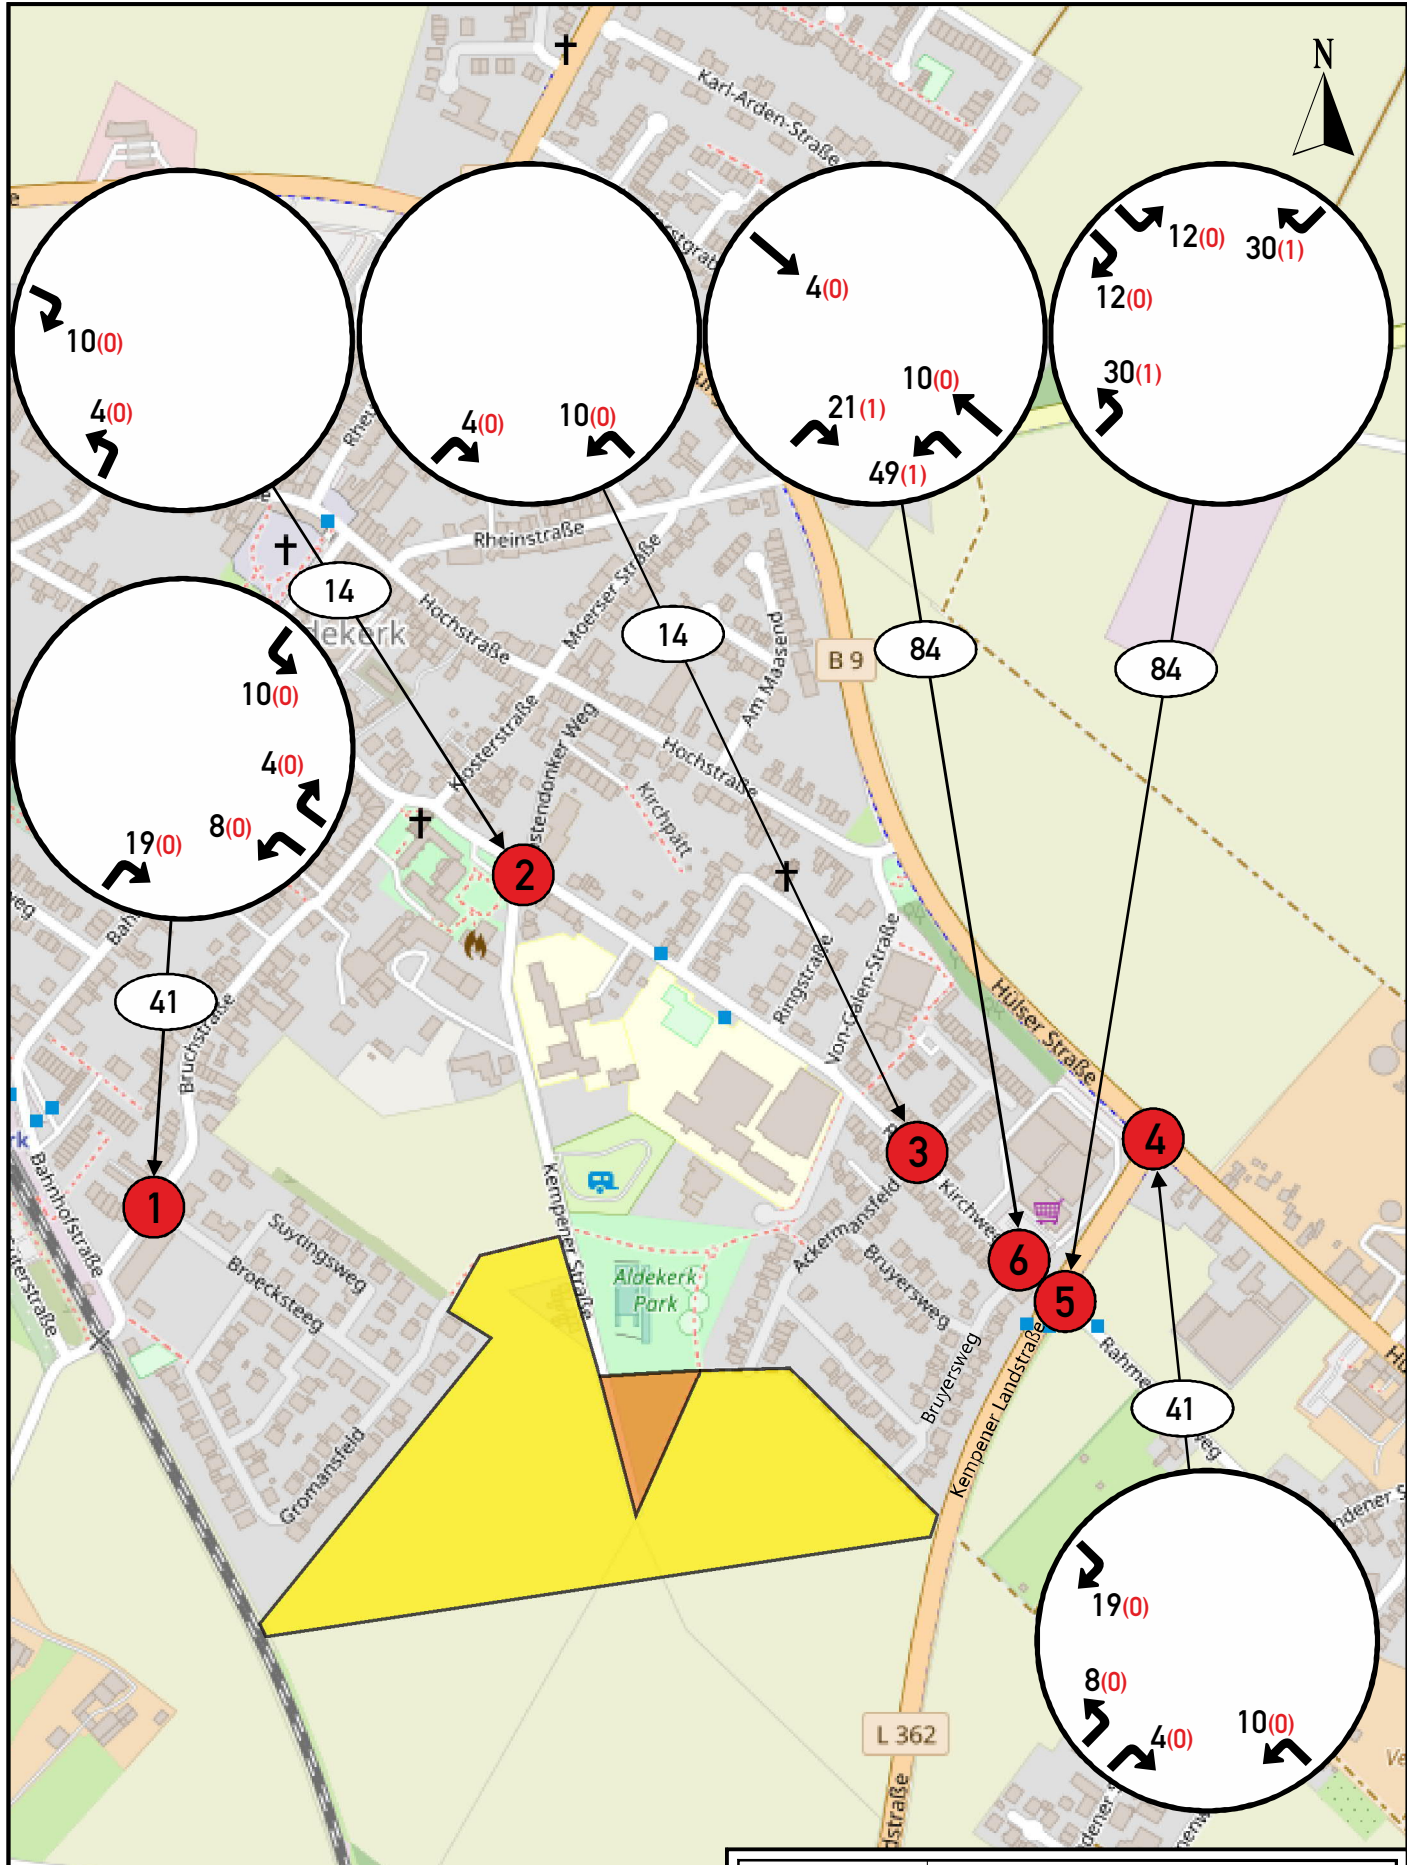 N
Karl-Arden-Straße
12(0)
30(1)
12(0)
30(1)
4(0)
10(0)
21(1)
49(1)
4(0)
10(0)
10(0)
4(0)
Rheinstraße
Moerser Straße
Hochstraße
14
14
84
84
B 9
Am Maasepuu
10(0)
4(0)
8(0)
19(0)
Klosterstraße
Hochstraße
Kirchpatt
2
41
Bruchstraße
Ringstraße
Von-Galen-Straße
Hülser Straße
4
3
1
Bahnhofstraße
Kempener Straße
Kirchweg
Ackermansfeld
6
5
Suytingsweg
Broecksteeg
Aldekerk
Park
Bruyersweg
Bruyersweg
Kempener Landstraße
41
Gromansfeld
19(0)
8(0)
4(0)
10(0)
L 362